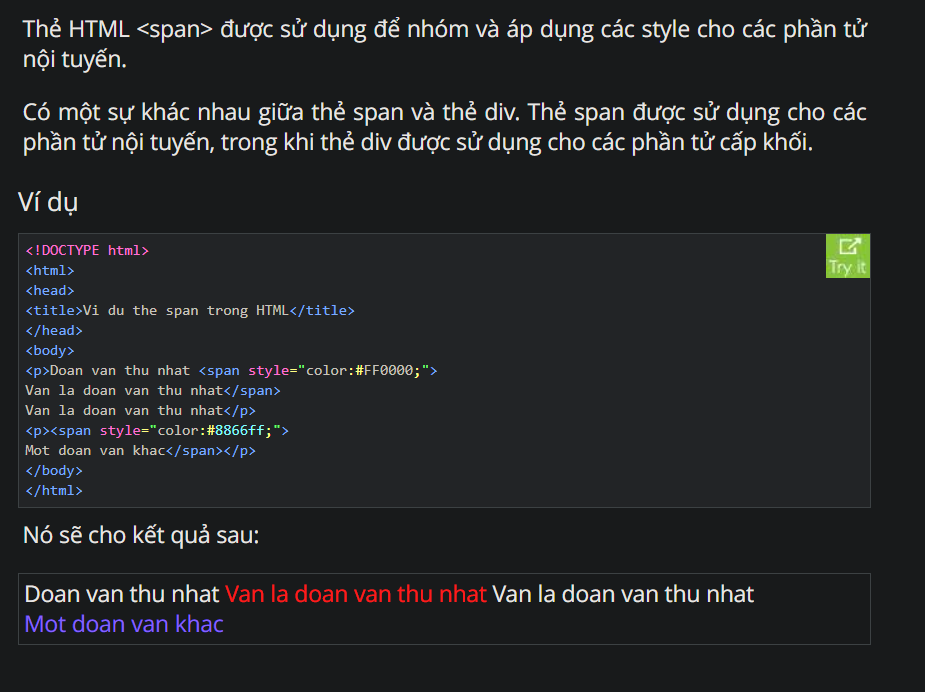 Thẻ HTML <span> được sử dụng để nhóm và áp dụng các style cho các phần tử
nội tuyến.
Có một sự khác nhau giữa thẻ span và thẻ div. Thẻ span được sử dụng cho các
phần tử nội tuyến, trong khi thẻ div được sử dụng cho các phần tử cấp khối.
Ví dụ
Try it
<!DOCTYPE html>
<html>
<head>
<title>Vi du the span trong HTML</title>
</head>
<body>
<p>Doan van thu nhat <span style="color:#FF0000;">
Van la doan van thu nhat</span>
Van la doan van thu nhat</p>
<p><span style="color:#8866ff;">
Mot doan van khac</span></p>
</body>
</html>
Nó sẽ cho kết quả sau:
Doan van thu nhat Van la doan van thu nhat Van la doan van thu nhat
Mot doan van khac